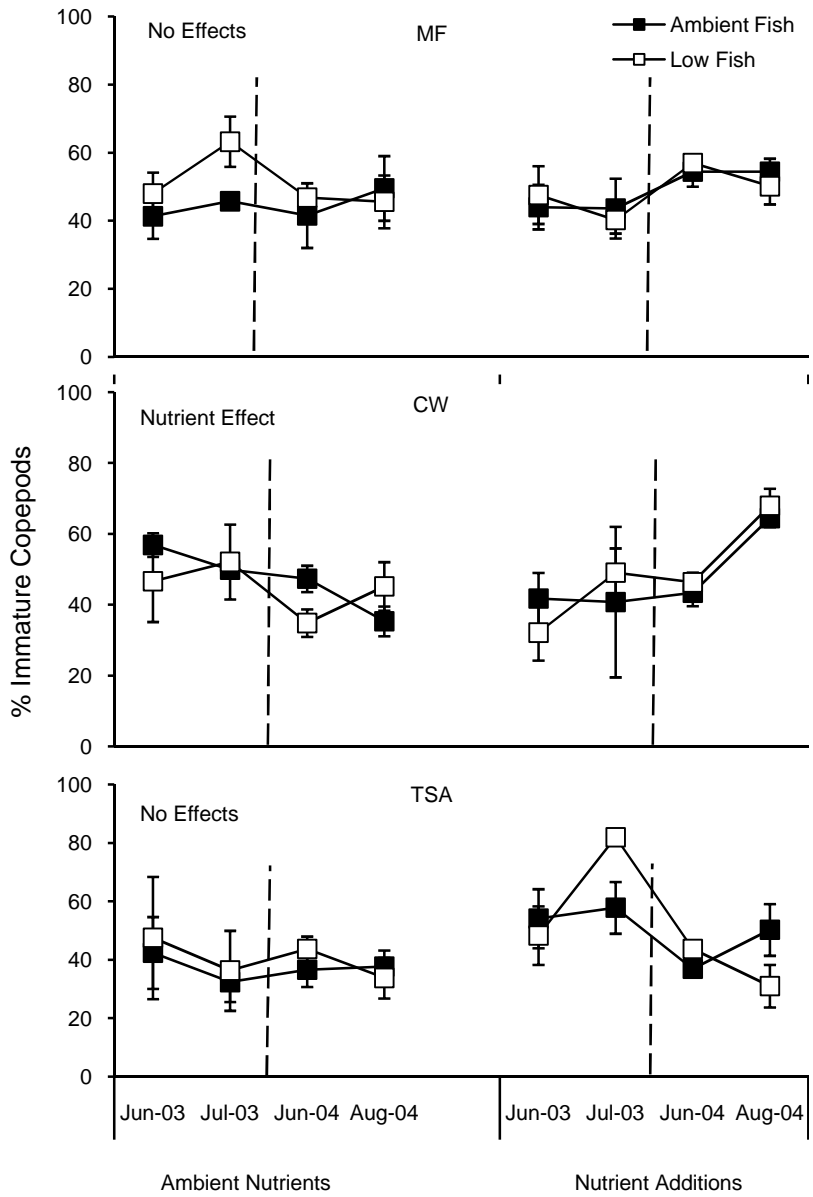 100
80
60
40
20
0
No Effects
MF
Ambient Fish
Low Fish
% Immature Copepods
100
80
60
40
20
0
Nutrient Effect
CW
100
80
60
40
20
0
No Effects
TSA
Jun-03 Jul-03 Jun-04 Aug-04 Jun-03 Jul-03 Jun-04 Aug-04
Ambient Nutrients Nutrient Additions